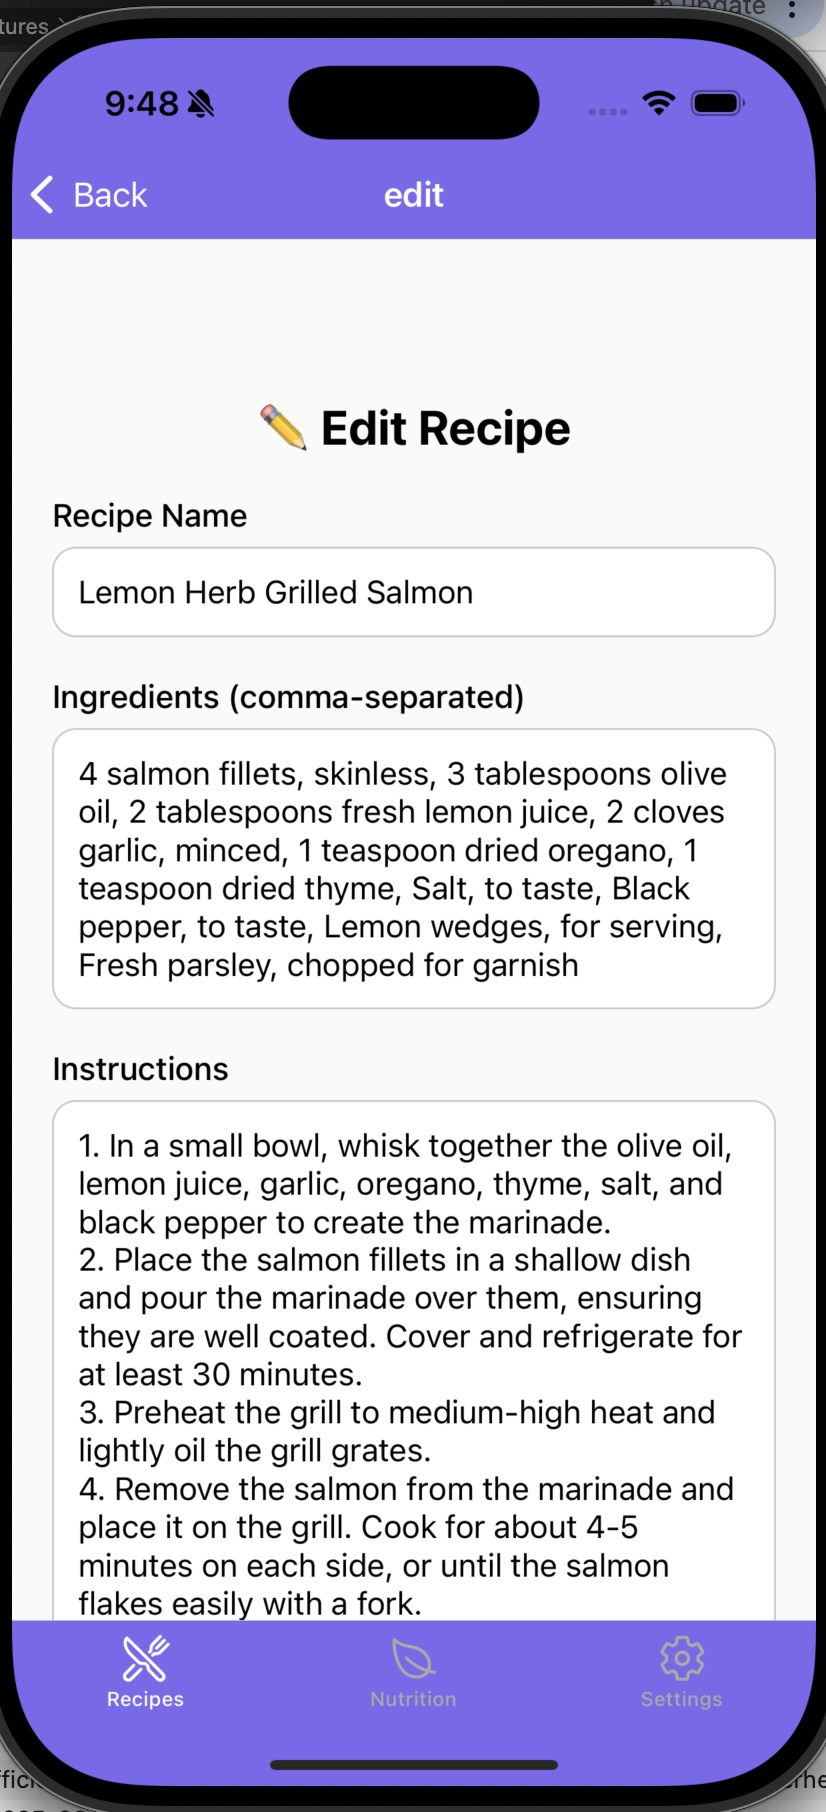 tures
update
9:48
Back
edit
Edit Recipe
Recipe Name
Lemon Herb Grilled Salmon
Ingredients (comma-separated)
4 salmon fillets, skinless, 3 tablespoons olive
oil, 2 tablespoons fresh lemon juice, 2 cloves
garlic, minced, 1 teaspoon dried oregano, 1
teaspoon dried thyme, Salt, to taste, Black
pepper, to taste, Lemon wedges, for serving,
Fresh parsley, chopped for garnish
Instructions
1. In a small bowl, whisk together the olive oil,
lemon juice, garlic, oregano, thyme, salt, and
black pepper to create the marinade.
2. Place the salmon fillets in a shallow dish
and pour the marinade over them, ensuring
they are well coated. Cover and refrigerate for
at least 30 minutes.
3. Preheat the grill to medium-high heat and
lightly oil the grill grates.
4. Remove the salmon from the marinade and
place it on the grill. Cook for about 4-5
minutes on each side, or until the salmon
flakes easily with a fork.
Recipes
Nutrition
Settings